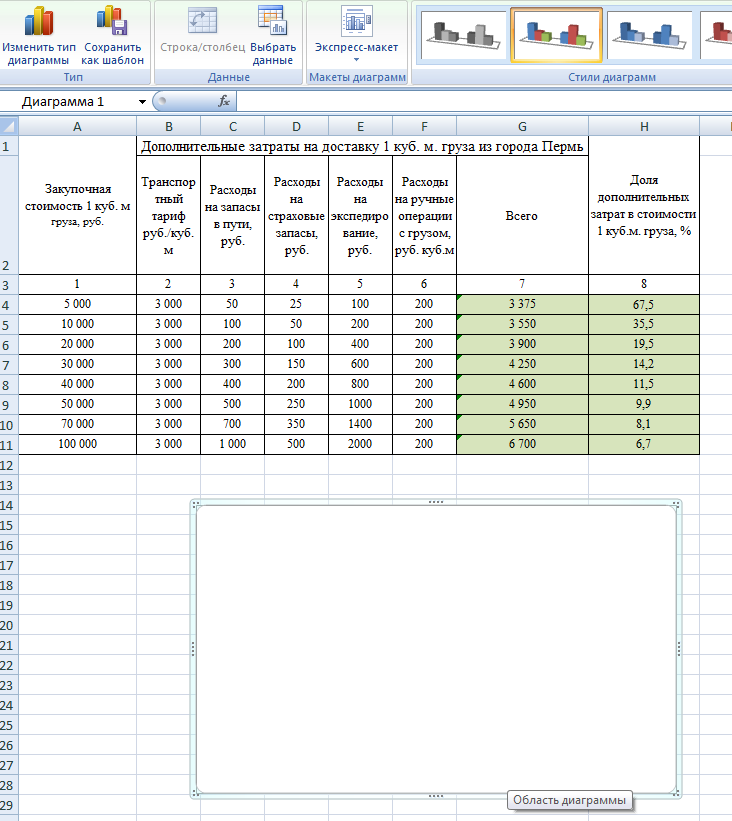 Изменить тип диаграммы
Сохранить как шаблон
Строка/столбец
Выбрать данные
Экспресс-макет
Тип
Данные
Макеты диаграмм
Стили диаграмм
Диаграмма 1
fx
A B C D E F G H
1 Дополнительные затраты на доставку 1 куб. м. груза из города Пермь
2
Закупочная
стоимость 1 куб. м
груза, руб.
Транспор
тный
тариф
руб./куб.
м
Расходы
на запасы
в пути,
руб.
Расходы
на
страховые
запасы,
руб.
Расходы
на
экспедиро
вание,
руб.
Расходы
на ручные
операции
с грузом,
руб. куб.м
Всего
Доля
дополнительных
затрат в стоимости
1 куб.м. груза, %
3 1 2 3 4 5 6 7 8
4 5 000 3 000 50 25 100 200 3 375 67,5
5 10 000 3 000 100 50 200 200 3 550 35,5
6 20 000 3 000 200 100 400 200 3 900 19,5
7 30 000 3 000 300 150 600 200 4 250 14,2
8 40 000 3 000 400 200 800 200 4 600 11,5
9 50 000 3 000 500 250 1000 200 4 950 9,9
10 70 000 3 000 700 350 1400 200 5 650 8,1
11 100 000 3 000 1 000 500 2000 200 6 700 6,7
12
13
14
15
16
17
18
19
20
21
22
23
24
25
26
27
28
29
Область диаграммы